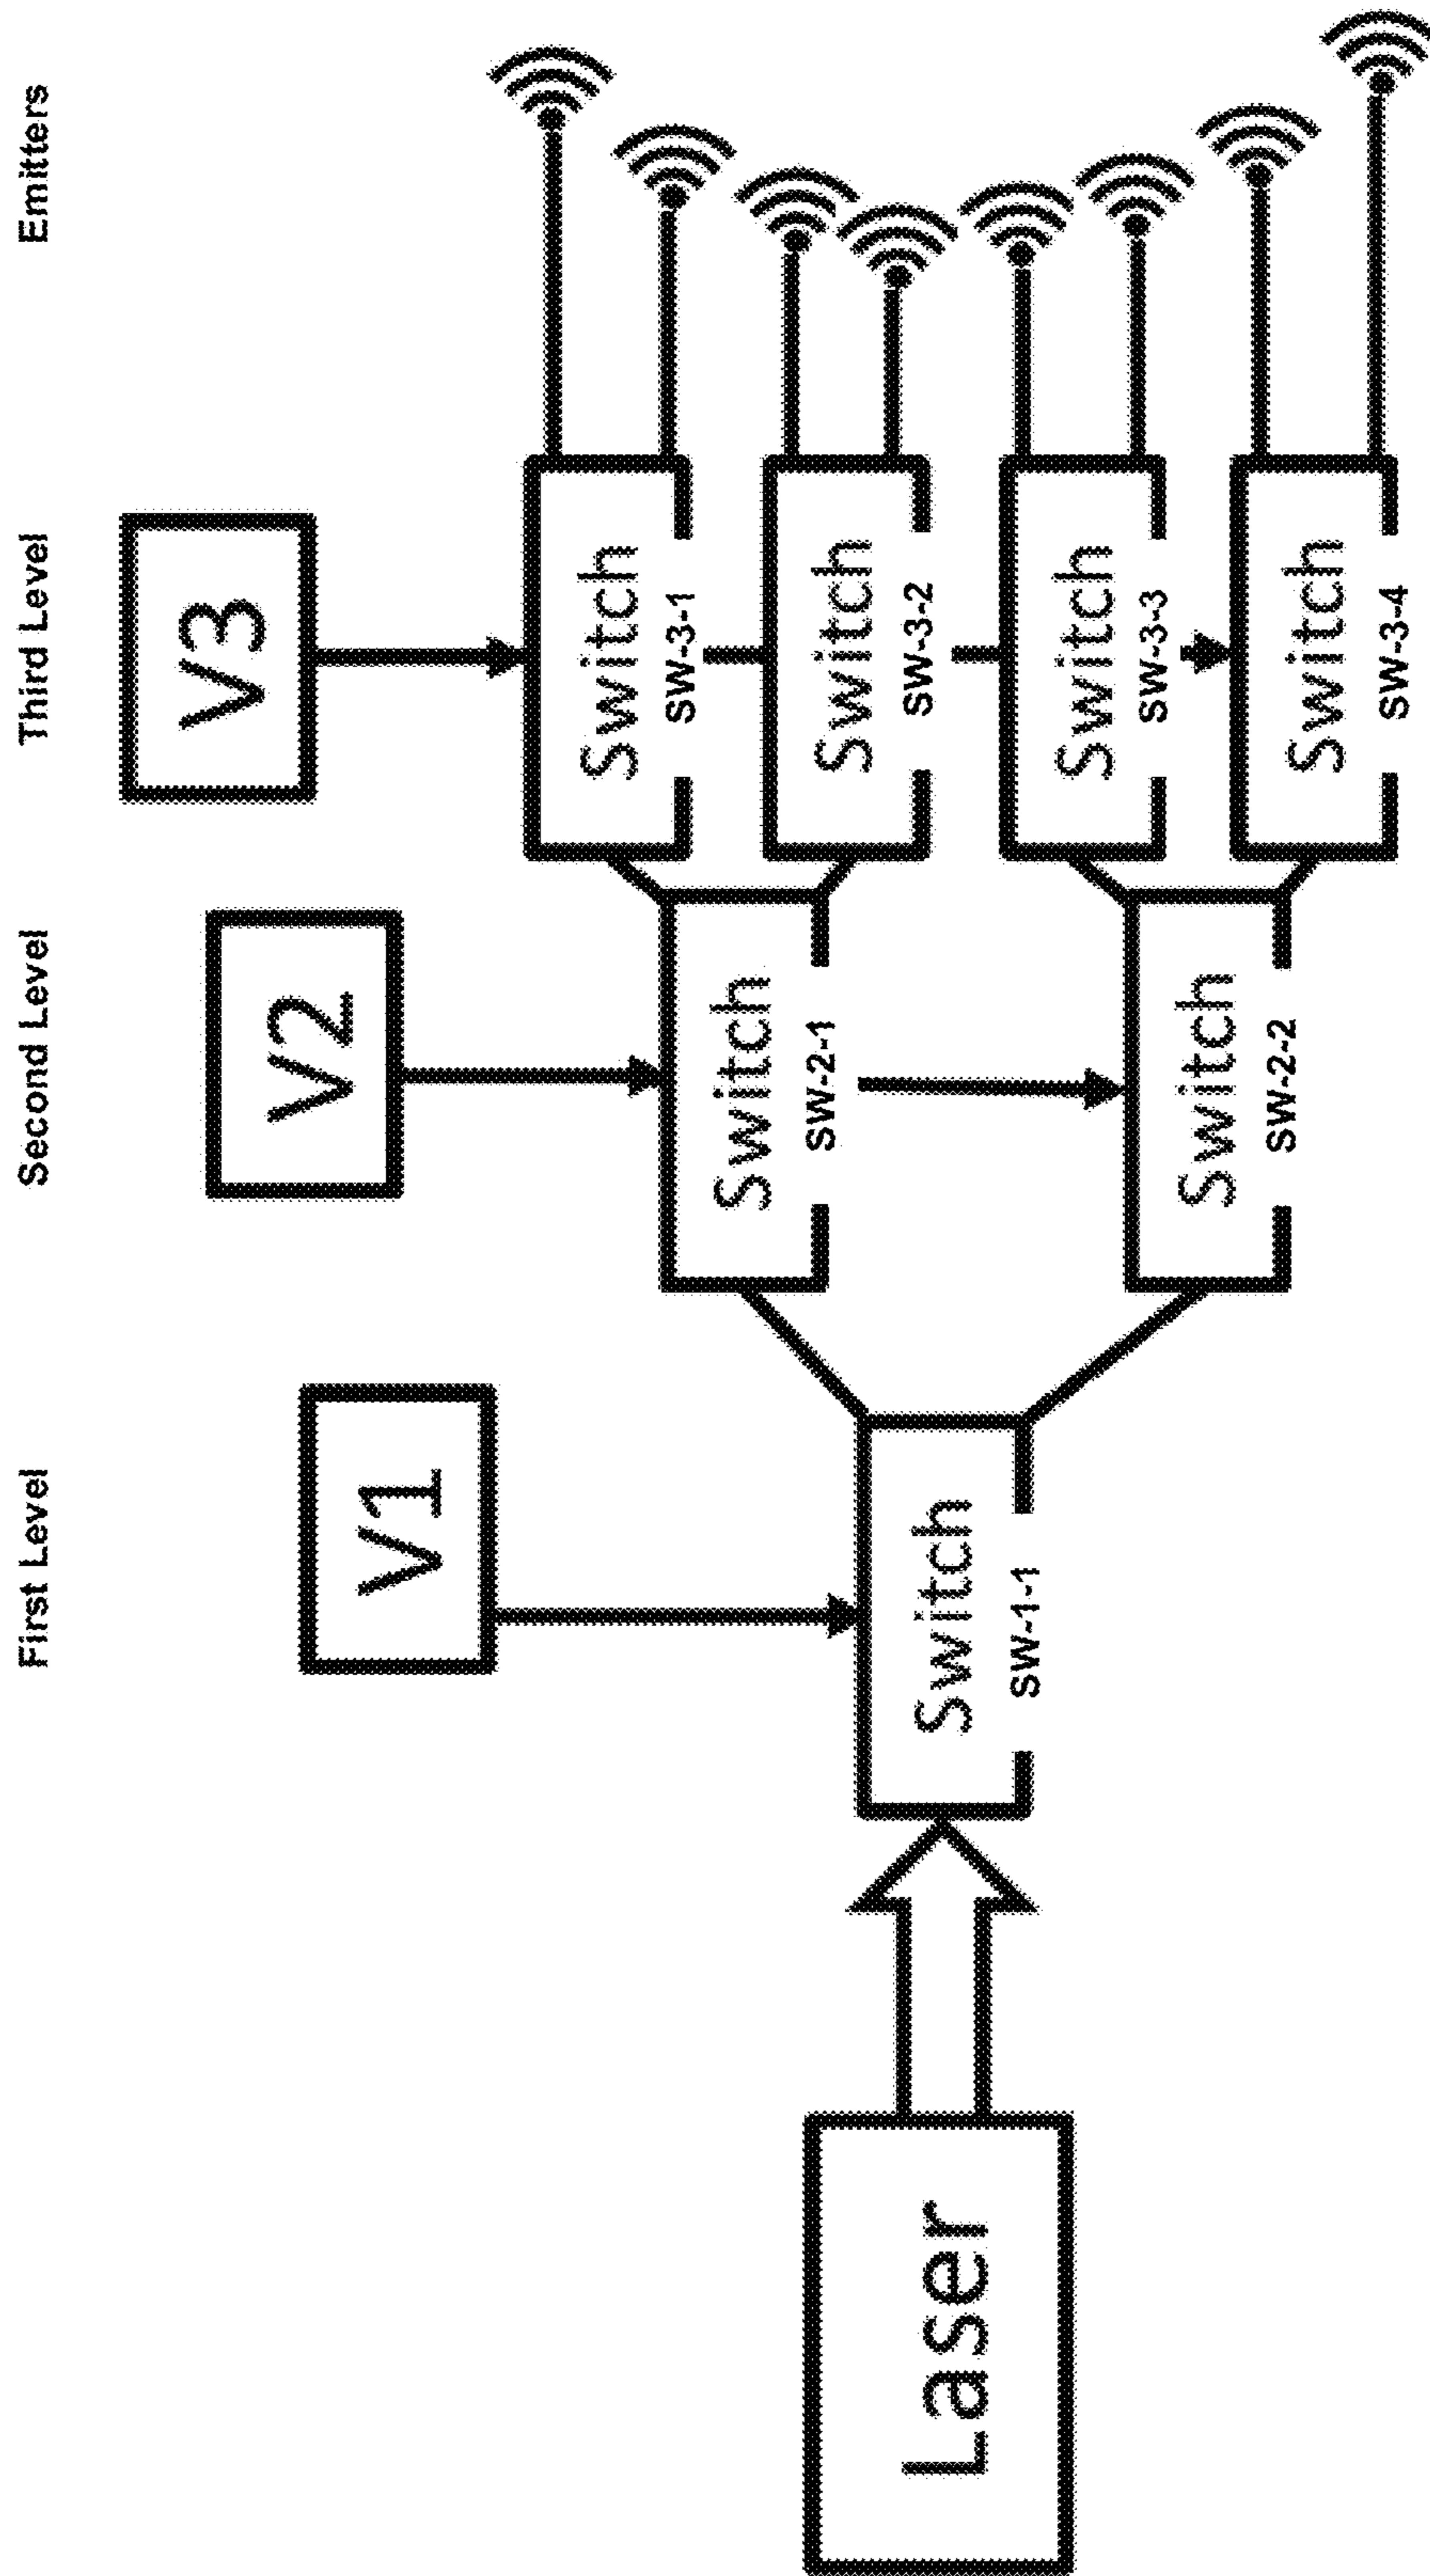 First Level
Second Level
Third Level
Emitters
V1
V2
V3
Laser
Switch
SW-1-1
Switch
SW-2-1
Switch
SW-2-2
Switch
SW-3-1
Switch
SW-3-2
Switch
SW-3-3
Switch
SW-3-4